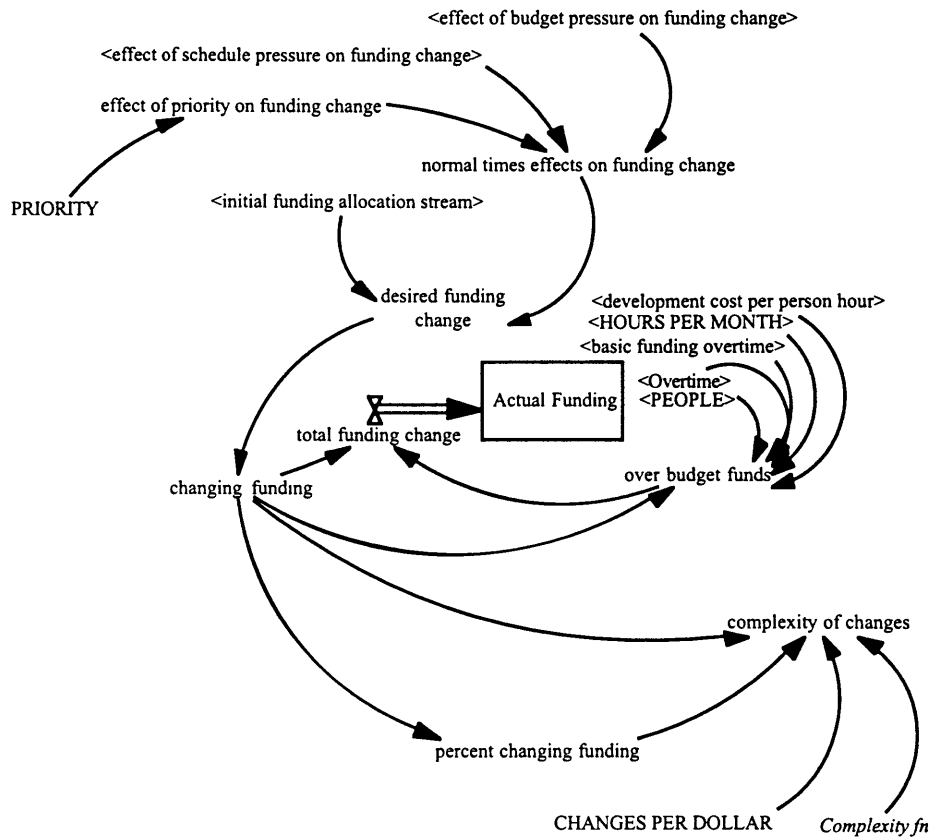 <effect of budget pressure on funding change>
<effect of schedule pressure on funding change>
effect of priority on funding change
normal times effects on funding change
PRIORITY
<initial funding allocation stream>
desired funding
change
<development cost per person hour>
<HOURS PER MONTH>
<basic funding overtime>
<Overtime>
<PEOPLE>
Actual Funding
total funding change
over budget funds
changing funding
complexity of changes
percent changing funding
CHANGES PER DOLLAR
Complexity fn